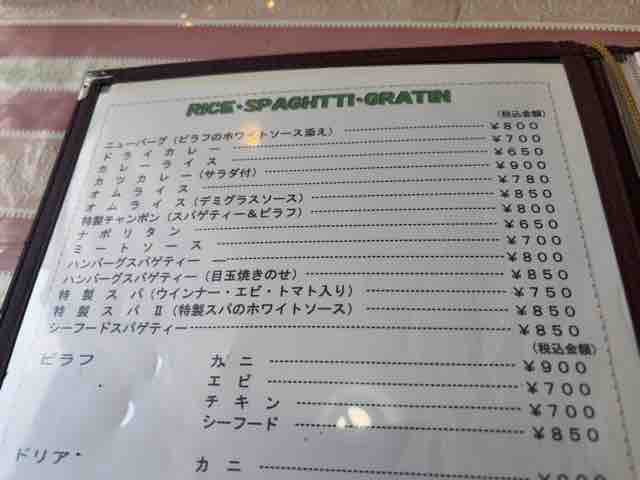 RICE・SPAGHTTI・GRATIN
(税込金額)
ニューバーグ(ピラフのホワイトソース添え) ¥800
ドライカレー ¥700
カレーライス ¥650
カツカレー(サラダ付) ¥900
オムライス ¥780
オムライス(デミグラスソース) ¥850
特製チャンポン(スパゲティー&ピラフ) ¥800
ナポリタン ¥650
ミートソース ¥700
ハンバーグスパゲティー ¥800
ハンバーグスパゲティー(目玉焼きのせ) ¥850
特製スパ(ウインナー・エビ・トマト入り) ¥750
特製スパⅡ(特製スパのホワイトソース) ¥850
シーフードスパゲティー ¥850
(税込金額)
ピラフ カニ ¥900
エビ ¥700
チキン ¥700
シーフード ¥850
ドリア カニ